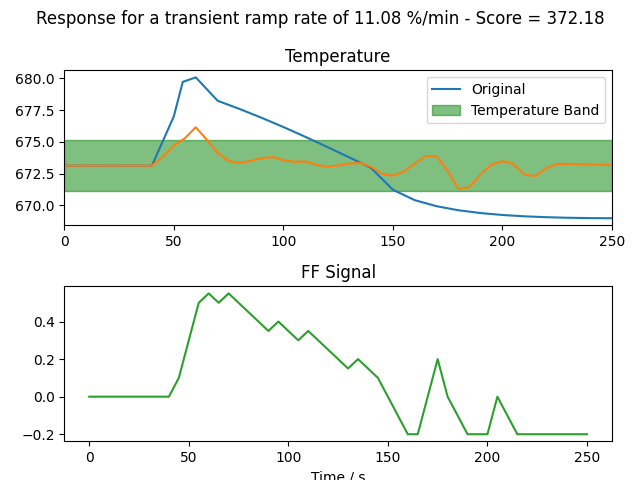 Response for a transient ramp rate of 11.08 %/min - Score = 372.18
Temperature
680.0
677.5
675.0
672.5
670.0
Original
Temperature Band
0 50 100 150 200 250
FF Signal
0.4
0.2
0.0
−0.2
0 50 100 150 200 250
Time / s